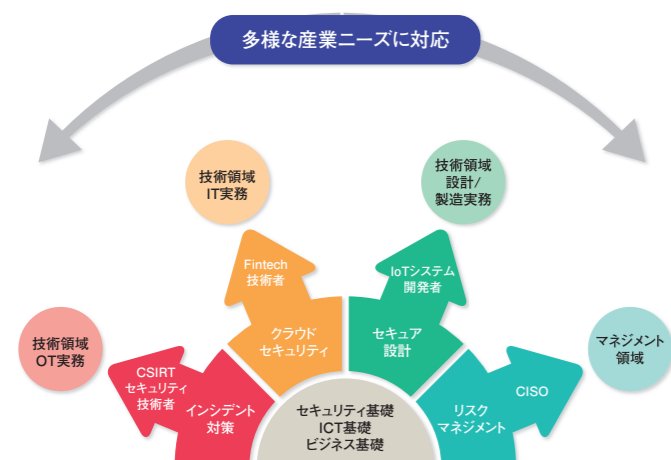 多様な産業ニーズに対応
技術領域
IT実務
技術領域
設計/
製造実務
Fintech
技術者
IoTシステム
開発者
技術領域
OT実務
クラウド
セキュリティ
セキュア
設計
マネジメント
領域
CSIRT
セキュリティ
技術者
インシデント
対策
セキュリティ基礎
ICT基礎
ビジネス基礎
リスク
マネジメント
CISO